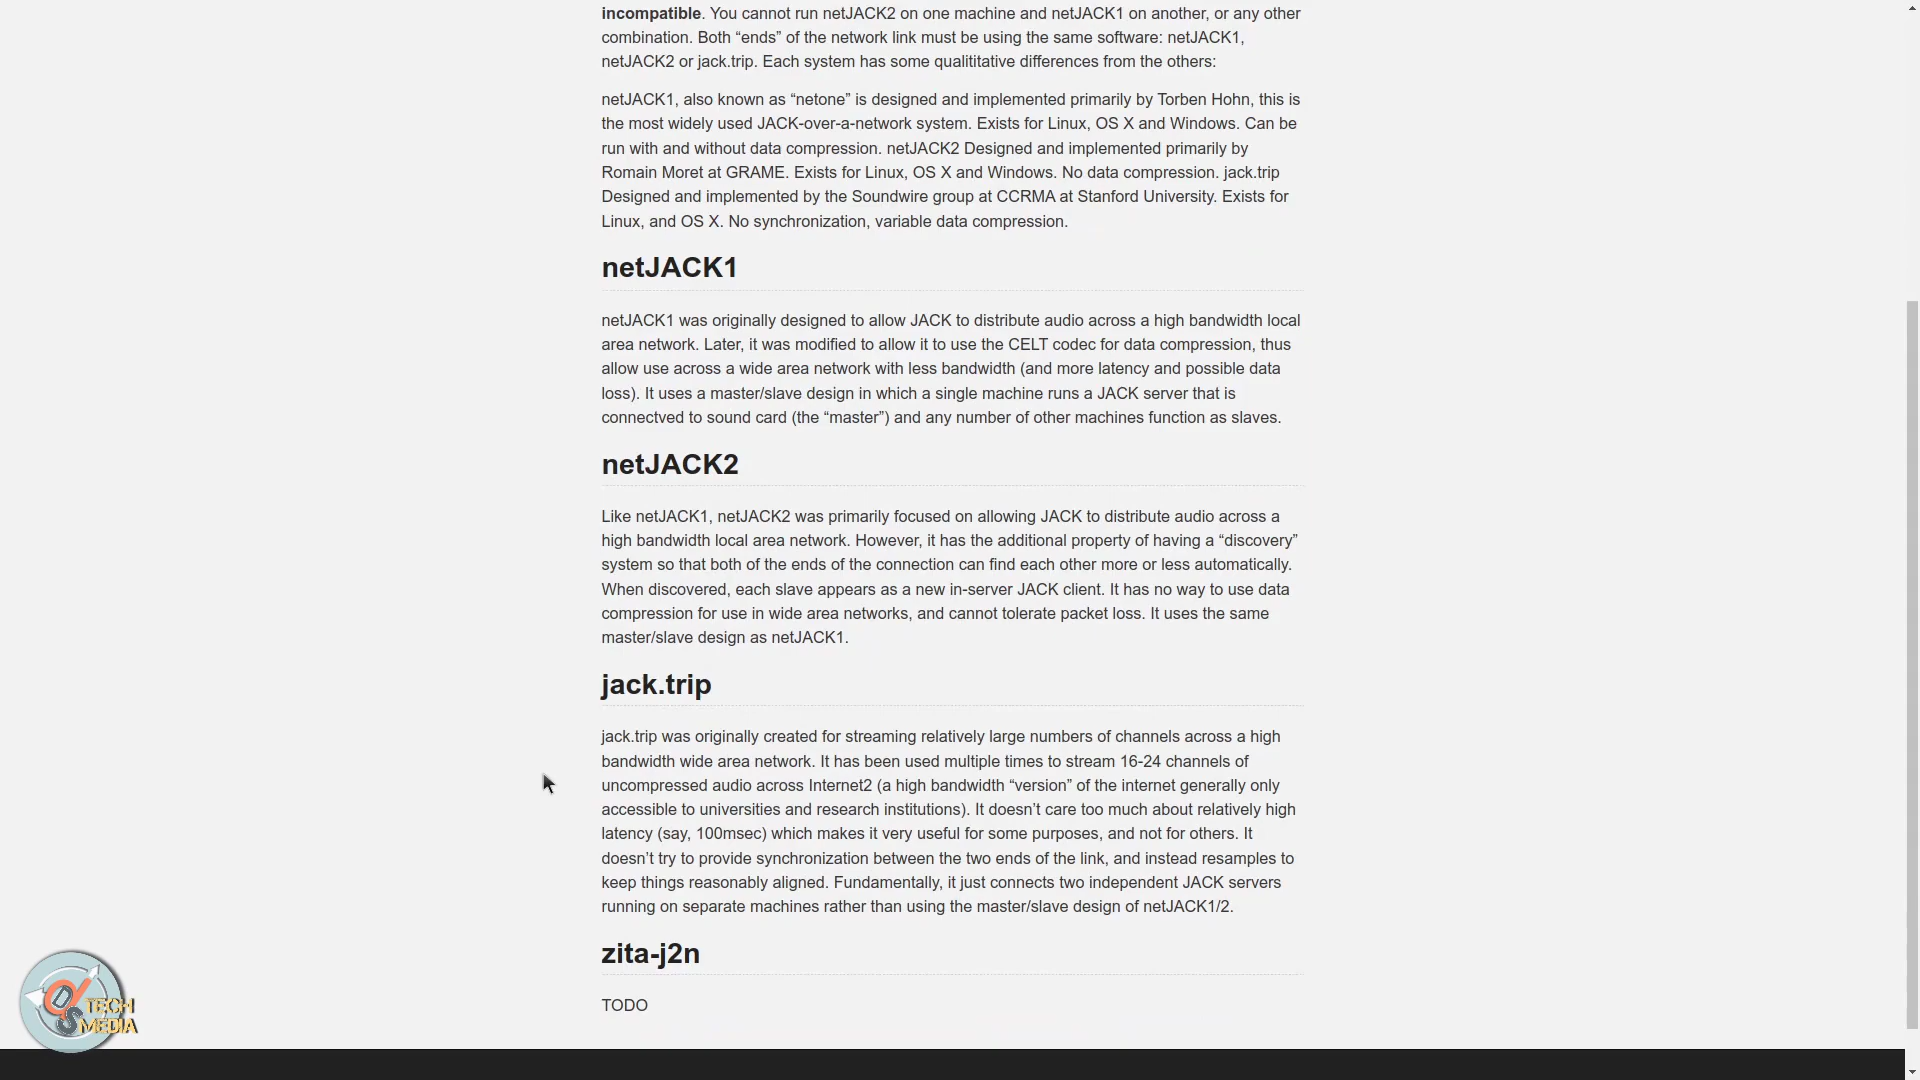 incompatible. You cannot run netJACK2 on one machine and netJACK1 on another, or any other
combination. Both “ends” of the network link must be using the same software: netJACK1,
netJACK2 or jack.trip. Each system has some qualititative differences from the others:
netJACK1, also known as “netone” is designed and implemented primarily by Torben Hohn, this is
the most widely used JACK-over-a-network system. Exists for Linux, OS X and Windows. Can be
run with and without data compression. netJACK2 Designed and implemented primarily by
Romain Moret at GRAME. Exists for Linux, OS X and Windows. No data compression. jack.trip
Designed and implemented by the Soundwire group at CCRMA at Stanford University. Exists for
Linux, and OS X. No synchronization, variable data compression.
netJACK1
netJACK1 was originally designed to allow JACK to distribute audio across a high bandwidth local
area network. Later, it was modified to allow it to use the CELT codec for data compression, thus
allow use across a wide area network with less bandwidth (and more latency and possible data
loss). It uses a master/slave design in which a single machine runs a JACK server that is
connectved to sound card (the “master”) and any number of other machines function as slaves.
netJACK2
Like netJACK1, netJACK2 was primarily focused on allowing JACK to distribute audio across a
high bandwidth local area network. However, it has the additional property of having a “discovery”
system so that both of the ends of the connection can find each other more or less automatically.
When discovered, each slave appears as a new in-server JACK client. It has no way to use data
compression for use in wide area networks, and cannot tolerate packet loss. It uses the same
master/slave design as netJACK1.
jack.trip
jack.trip was originally created for streaming relatively large numbers of channels across a high
bandwidth wide area network. It has been used multiple times to stream 16-24 channels of
uncompressed audio across Internet2 (a high bandwidth “version” of the internet generally only
accessible to universities and research institutions). It doesn’t care too much about relatively high
latency (say, 100msec) which makes it very useful for some purposes, and not for others. It
doesn’t try to provide synchronization between the two ends of the link, and instead resamples to
keep things reasonably aligned. Fundamentally, it just connects two independent JACK servers
running on separate machines rather than using the master/slave design of netJACK1/2.
zita-j2n
TODO
TECH
MEDIA